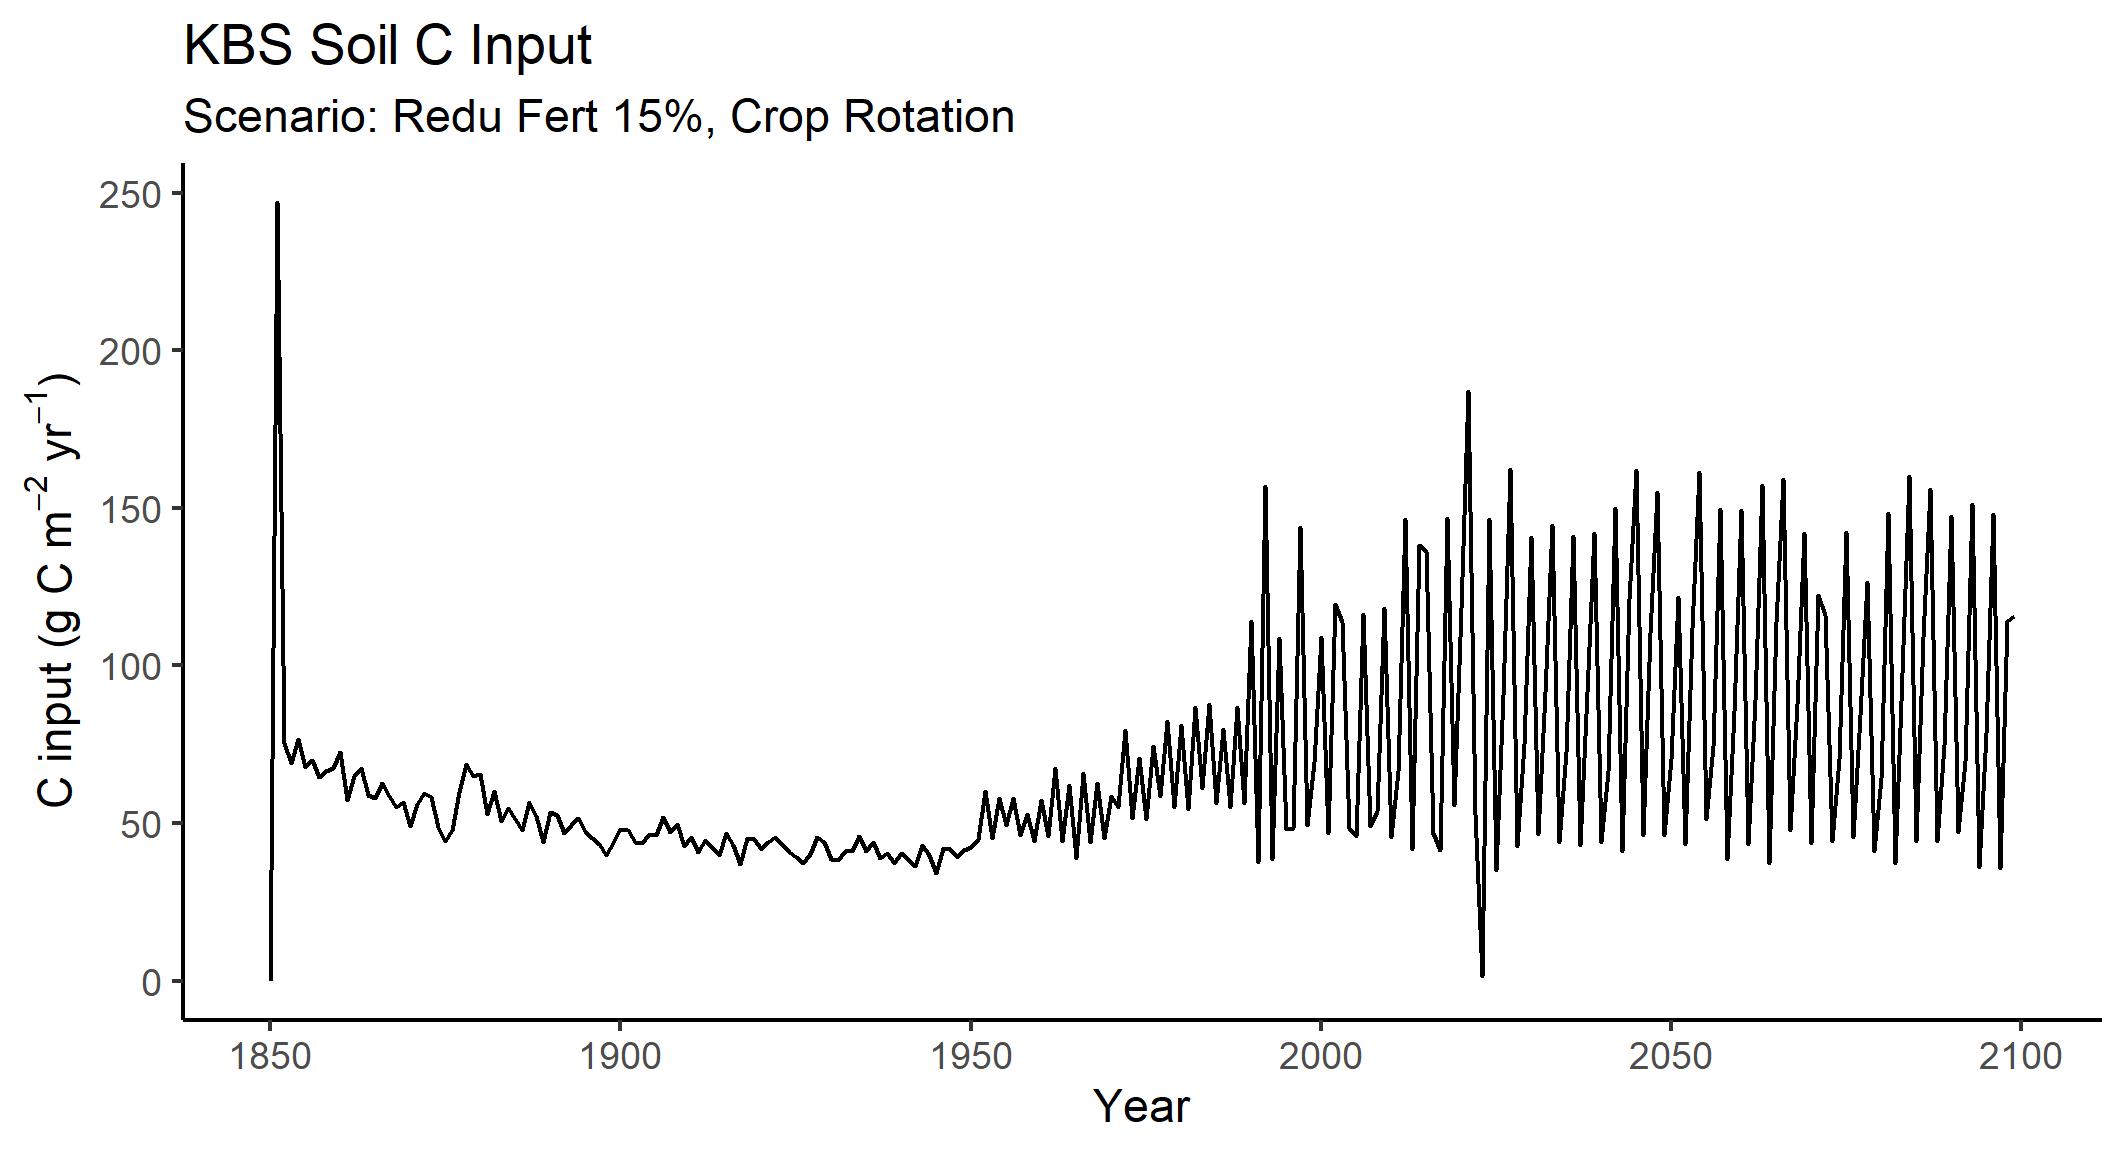 KBS Soil C Input
Scenario: Redu Fert 15%, Crop Rotation
250
200
150
100
50
0
C input (g C m⁻² yr⁻¹)
1850 1900 1950 2000 2050 2100
Year